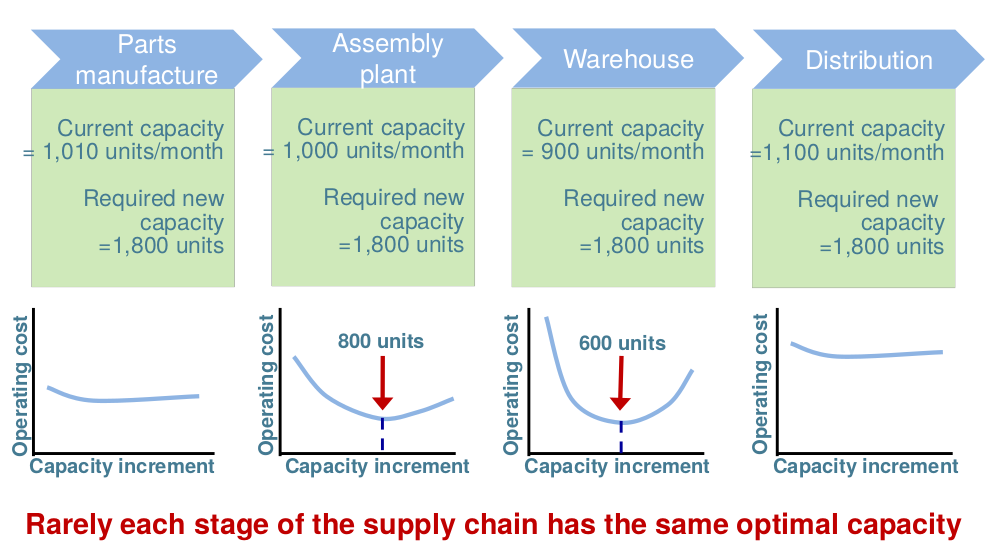 Parts
manufacture
Assembly
plant
Warehouse
Distribution
Current capacity
= 1,010 units/month
Required new
capacity
=1,800 units
Current capacity
= 1,000 units/month
Required new
capacity
=1,800 units
Current capacity
= 900 units/month
Required new
capacity
=1,800 units
Current capacity
=1,100 units/month
Required new
capacity
=1,800 units
Operating cost
Capacity increment
Operating cost
800 units
Capacity increment
Operating cost
600 units
Capacity increment
Operating cost
Capacity increment
Rarely each stage of the supply chain has the same optimal capacity